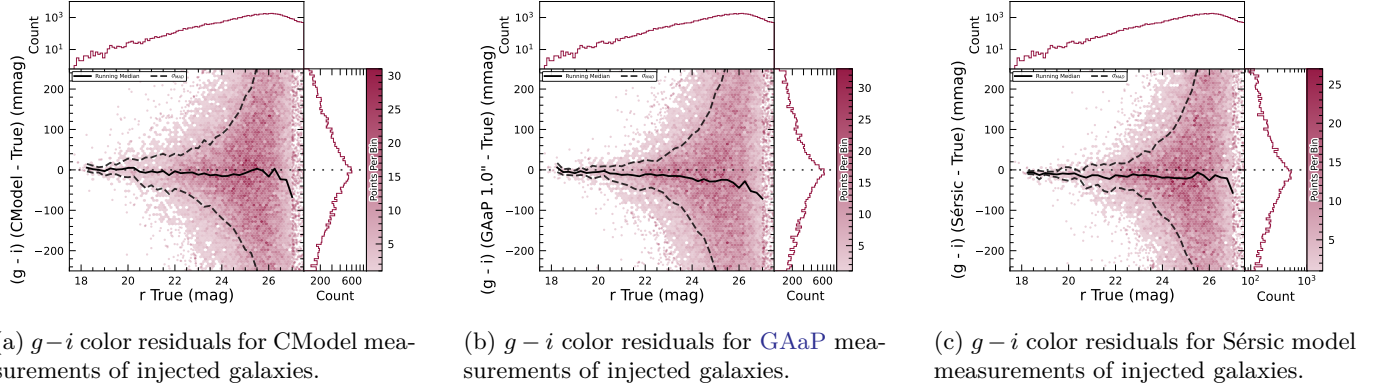 Count
10³
10¹
Running Median
σMAD
(g - i) (CModel - True) (mmag)
200
100
0
−100
−200
18 20 22 24 26
r True (mag)
200 600
Count
30
25
20
15
10
5
Points Per Bin
Count
10³
10¹
Running Median
σMAD
(g - i) (GAaP 1.0" - True) (mmag)
200
100
0
−100
−200
18 20 22 24 26
r True (mag)
200 600
Count
30
25
20
15
10
5
Points Per Bin
Count
10³
10¹
Running Median
σMAD
(g - i) (Sérsic - True) (mmag)
200
100
0
−100
−200
18 20 22 24 26
r True (mag)
10² 10³
Count
25
20
15
10
5
Points Per Bin
a) g−i color residuals for CModel mea-
surements of injected galaxies.
(b) g − i color residuals for GAaP mea-
surements of injected galaxies.
(c) g − i color residuals for Sérsic model
measurements of injected galaxies.